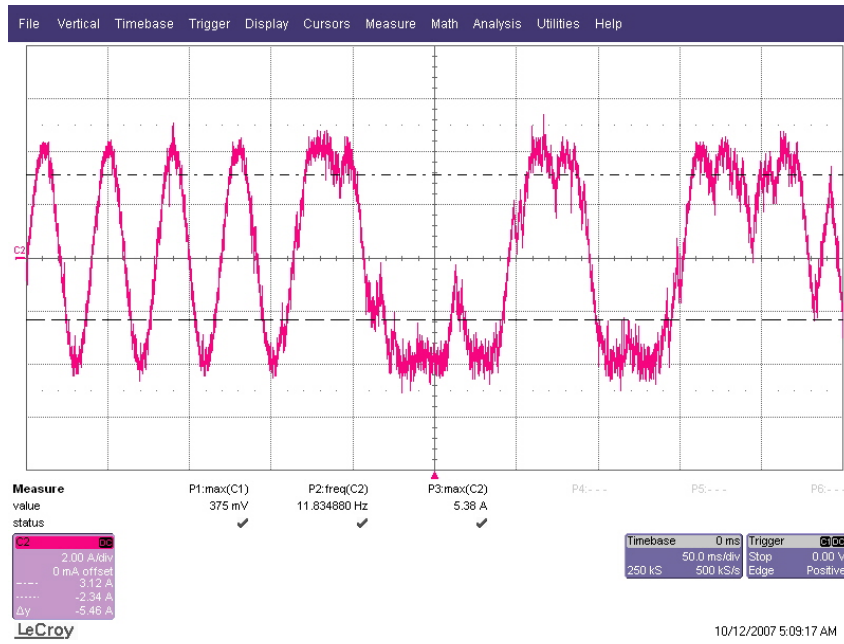 File Vertical Timebase Trigger Display Cursors Measure Math Analysis Utilities Help
C2
Measure P1:max(C1) P2:freq(C2) P3:max(C2) P4:- - - P5:- - - P6:- - -
value 375 mV 11.834880 Hz 5.38 A
status
C2 DC
2.00 A/div
0 mA offset
3.12 A
-2.34 A
Δy -5.46 A
Timebase 0 ms
50.0 ms/div
250 kS 500 kS/s
Trigger C1 DC
Stop 0.00 V
Edge Positive
LeCroy
10/12/2007 5:09:17 AM